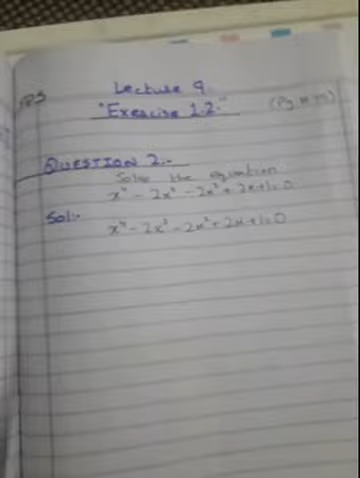 Lecture 9
"Exercise 1.2."
QUESTION 2.-
Solve the equation
x⁴ - 2x³ - 2x² + 2x + 1 = 0
Sol:-
x⁴ - 2x³ - 2x² + 2x + 1 = 0